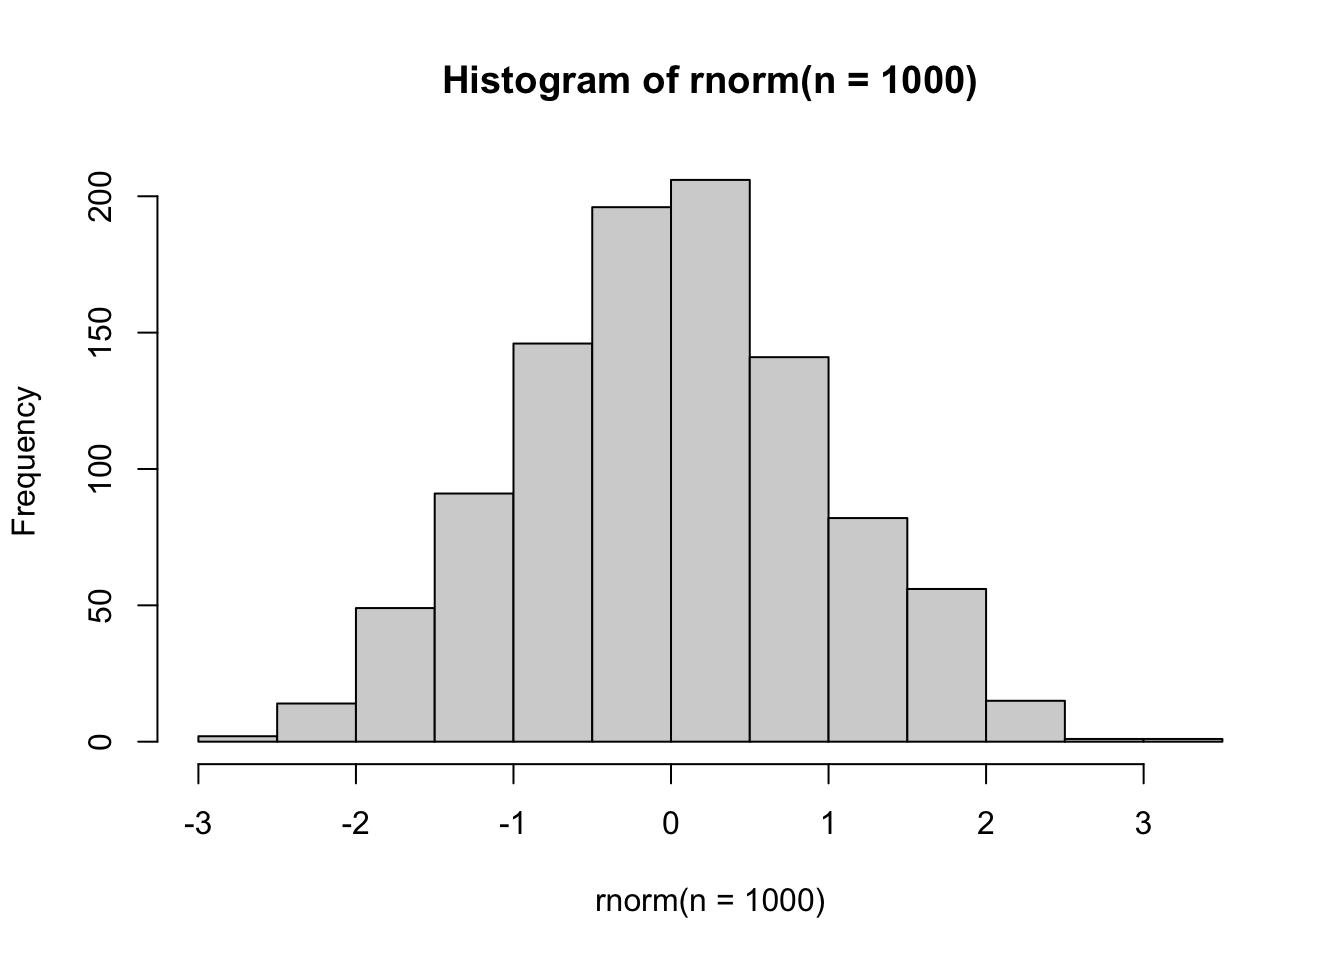 Histogram of rnorm(n = 1000)
200
150
100
50
0
Frequency
-3 -2 -1 0 1 2 3
rnorm(n = 1000)